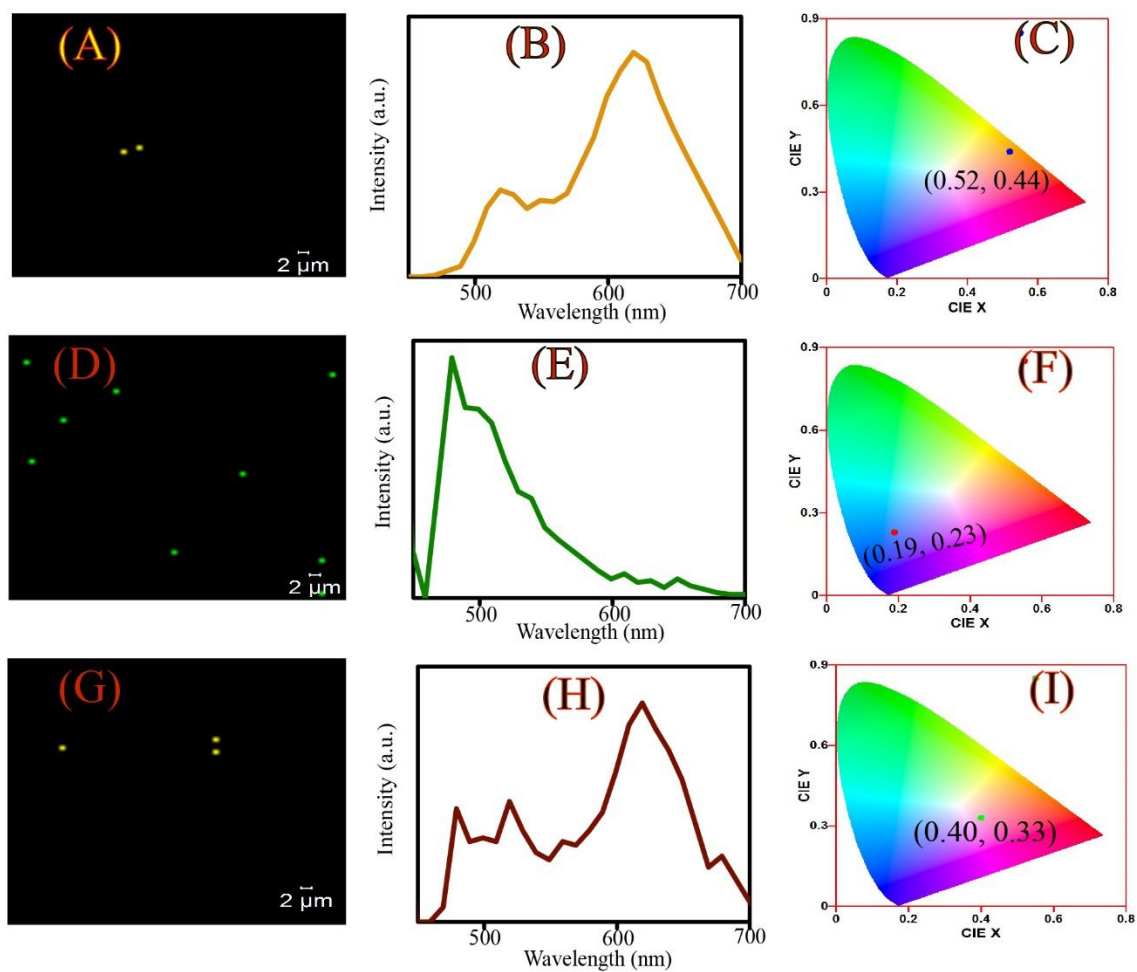 (A)
2 µm
(B)
Intensity (a.u.)
500 600 700
Wavelength (nm)
(C)
CIE Y
0.9
0.6
0.3
0
(0.52, 0.44)
0 0.2 0.4 0.6 0.8
CIE X
(D)
2 µm
(E)
Intensity (a.u.)
500 600 700
Wavelength (nm)
(F)
CIE Y
0.9
0.6
0.3
0
(0.19, 0.23)
0 0.2 0.4 0.6 0.8
CIE X
(G)
2 µm
(H)
Intensity (a.u.)
500 600 700
Wavelength (nm)
(I)
CIE Y
0.9
0.6
0.3
0
(0.40, 0.33)
0 0.2 0.4 0.6 0.8
CIE X